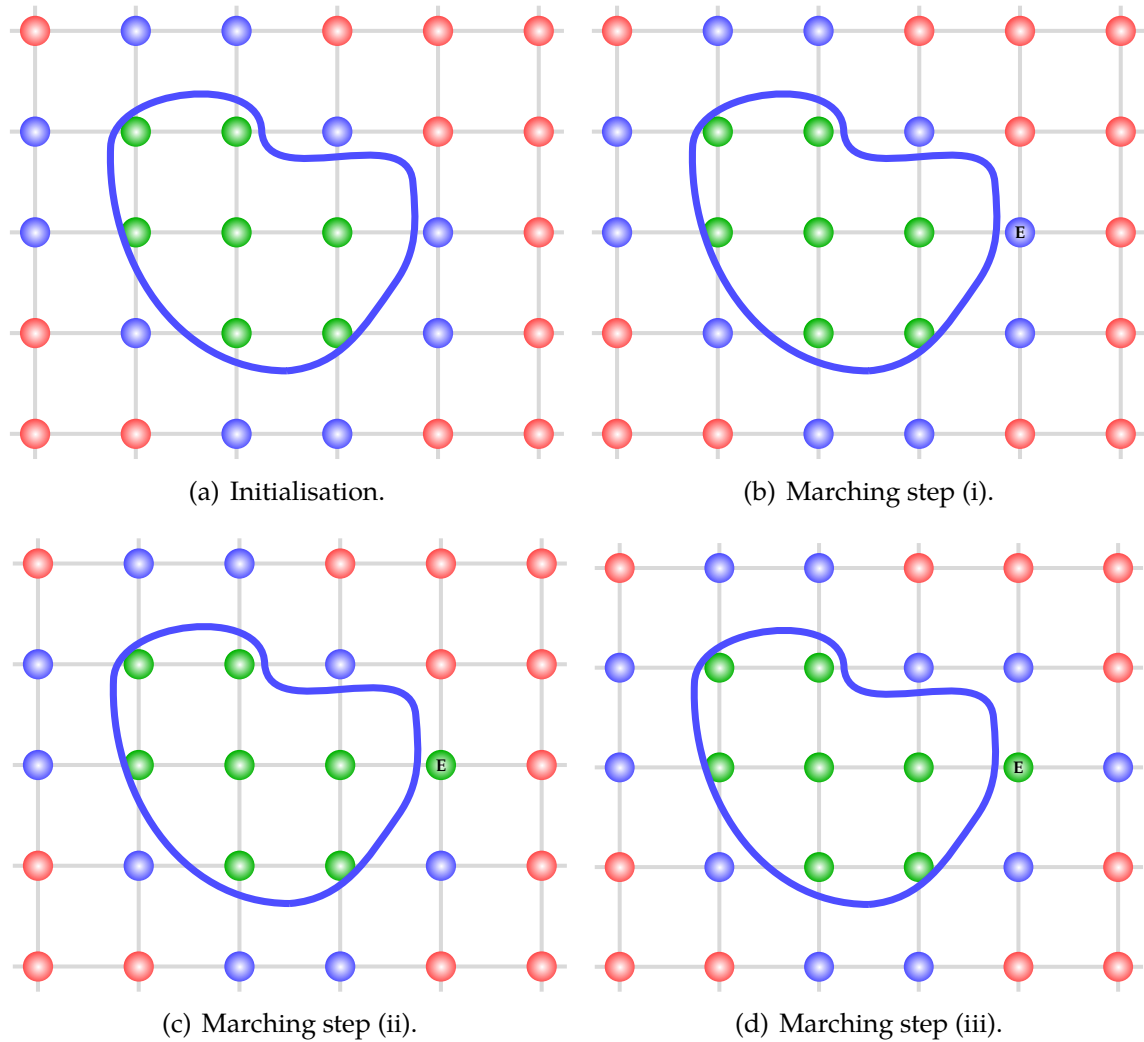 E
(a) Initialisation.
(b) Marching step (i).
E
E
(c) Marching step (ii).
(d) Marching step (iii).